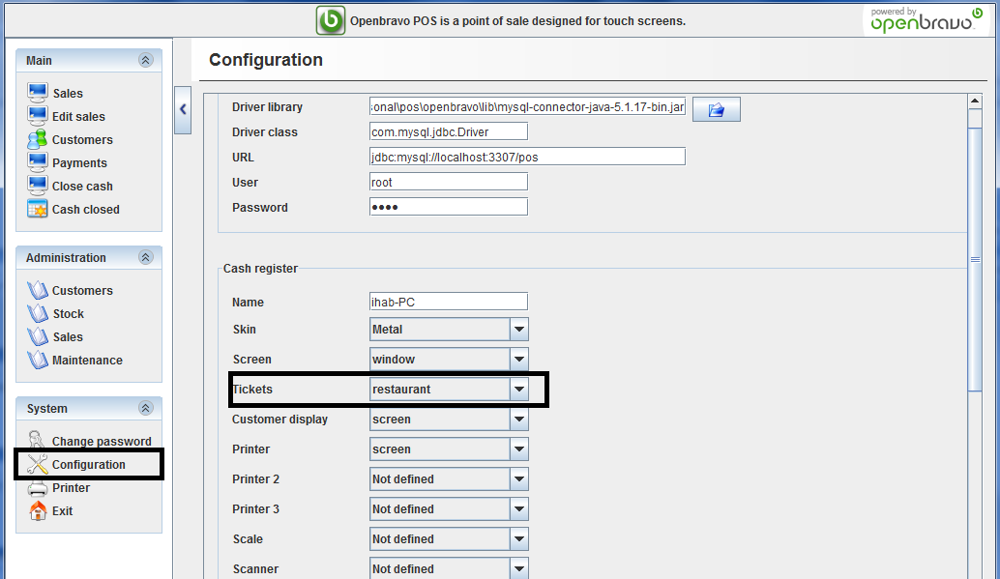 Openbravo POS is a point of sale designed for touch screens.
powered by
openbravo
Main
Sales
Edit sales
Customers
Payments
Close cash
Cash closed
Administration
Customers
Stock
Sales
Maintenance
System
Change password
Configuration
Printer
Exit
Configuration
Driver library onal\pos\openbravo\lib\mysql-connector-java-5.1.17-bin.jar
Driver class com.mysql.jdbc.Driver
URL jdbc:mysql://localhost:3307/pos
User root
Password ••••
Cash register
Name ihab-PC
Skin Metal
Screen window
Tickets restaurant
Customer display screen
Printer screen
Printer 2 Not defined
Printer 3 Not defined
Scale Not defined
Scanner Not defined